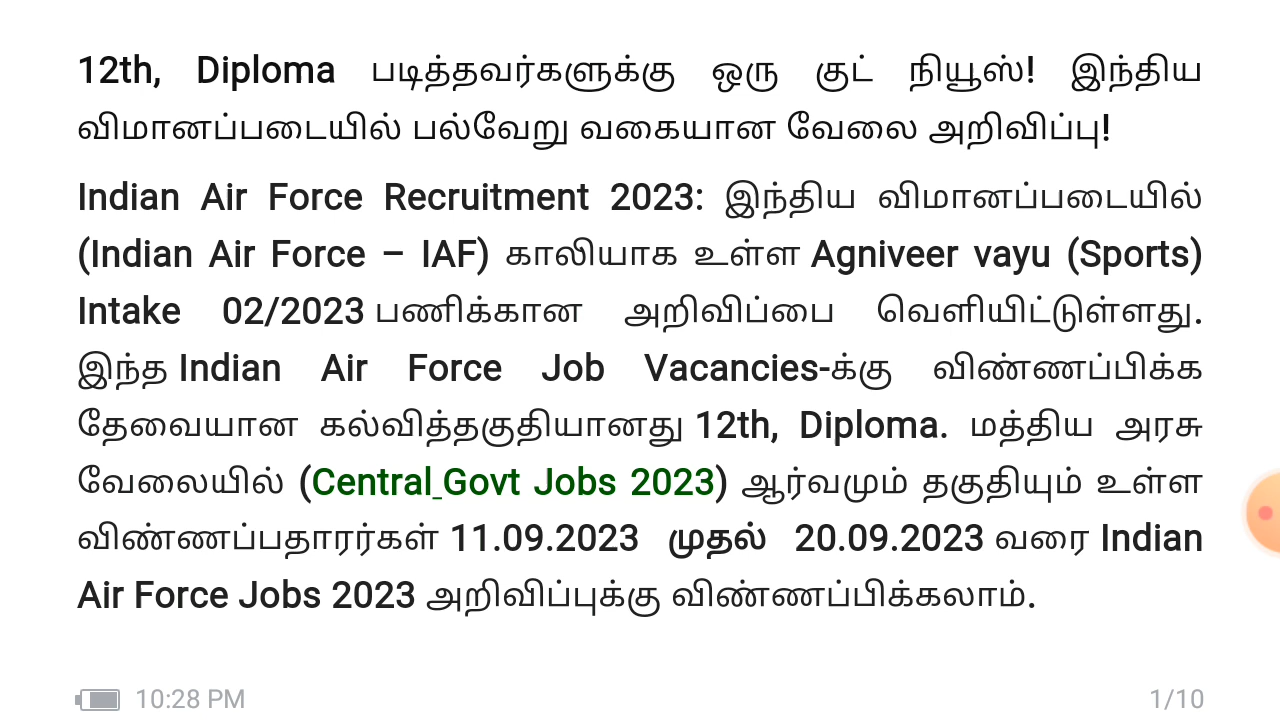 12th, Diploma படித்தவர்களுக்கு ஒரு குட் நியூஸ்! இந்திய
விமானப்படையில் பல்வேறு வகையான வேலை அறிவிப்பு!
Indian Air Force Recruitment 2023: இந்திய விமானப்படையில்
(Indian Air Force – IAF) காலியாக உள்ள Agniveer vayu (Sports)
Intake 02/2023 பணிக்கான அறிவிப்பை வெளியிட்டுள்ளது.
இந்த Indian Air Force Job Vacancies-க்கு விண்ணப்பிக்க
தேவையான கல்வித்தகுதியானது 12th, Diploma. மத்திய அரசு
வேலையில் (Central Govt Jobs 2023) ஆர்வமும் தகுதியும் உள்ள
விண்ணப்பதாரர்கள் 11.09.2023 முதல் 20.09.2023 வரை Indian
Air Force Jobs 2023 அறிவிப்புக்கு விண்ணப்பிக்கலாம்.
10:28 PM 1/10